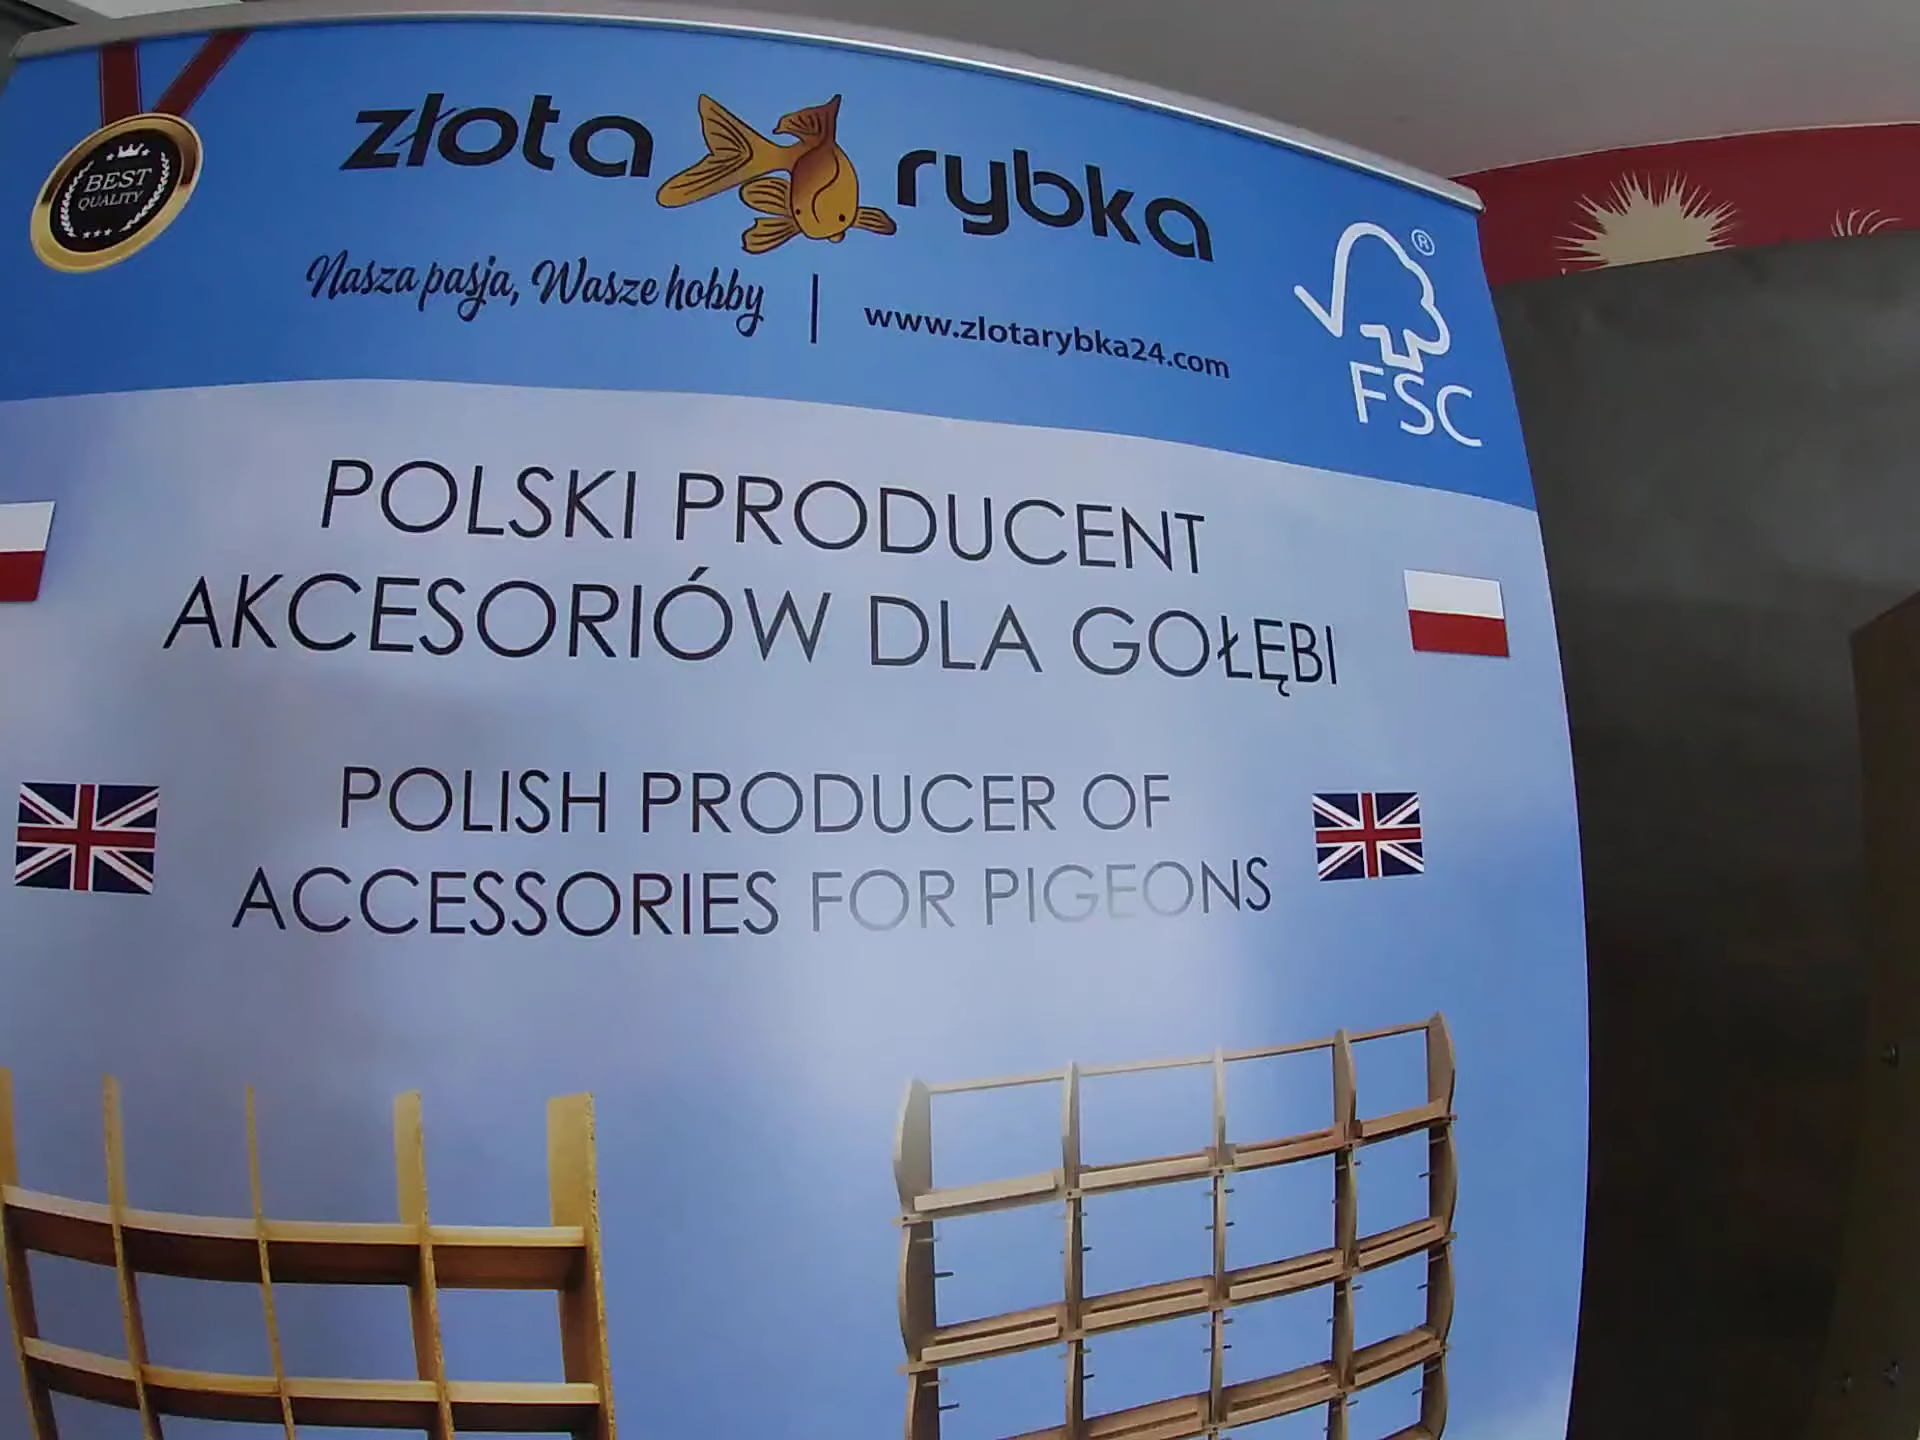 BEST
QUALITY
złota rybka
Nasza pasja, Wasze hobby | www.zlotarybka24.com
®
FSC
POLSKI PRODUCENT
AKCESORIÓW DLA GOŁĘBI
POLISH PRODUCER OF
ACCESSORIES FOR PIGEONS